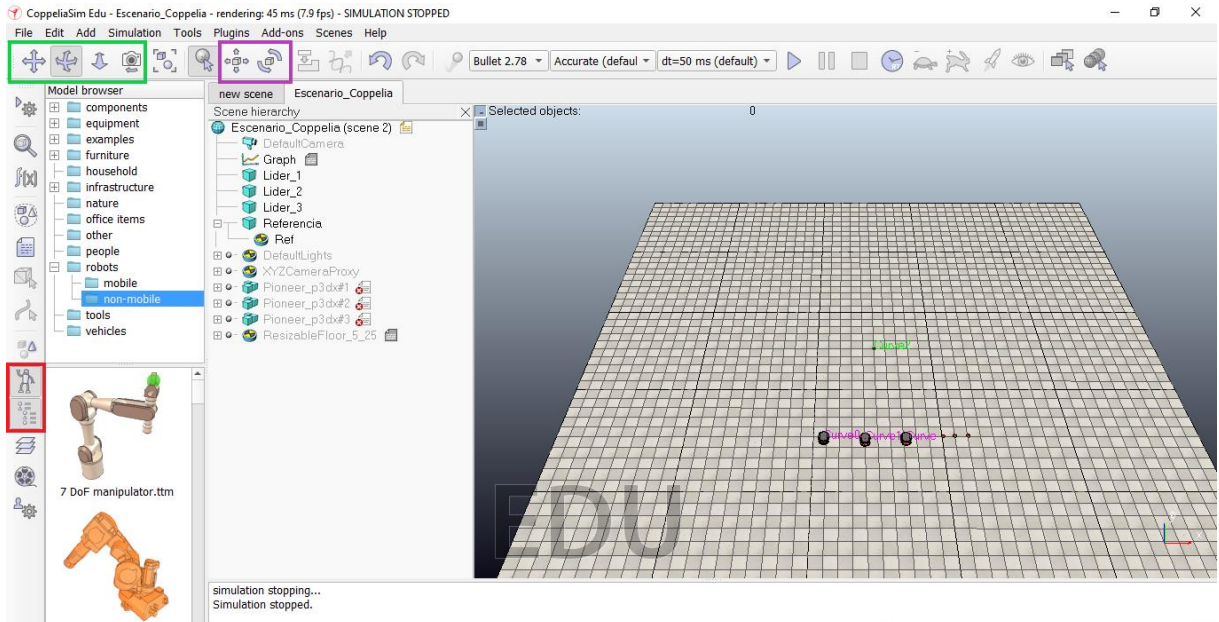 CoppeliaSim Edu - Escenario_Coppelia - rendering: 45 ms (7.9 fps) - SIMULATION STOPPED
File Edit Add Simulation Tools Plugins Add-ons Scenes Help
Bullet 2.78 Accurate (defaul dt=50 ms (default)
Model browser
components
equipment
examples
furniture
household
infrastructure
nature
office items
other
people
robots
mobile
non-mobile
tools
vehicles
7 DoF manipulator.ttm
new scene Escenario_Coppelia
Scene hierarchy
Escenario_Coppelia (scene 2)
DefaultCamera
Graph
Lider_1
Lider_2
Lider_3
Referencia
Ref
DefaultLights
XYZCameraProxy
Pioneer_p3dx#1
Pioneer_p3dx#2
Pioneer_p3dx#3
ResizableFloor_5_25
Selected objects: 0
Curve2
Curve0 Curve1 Curve
EDU
simulation stopping...
Simulation stopped.